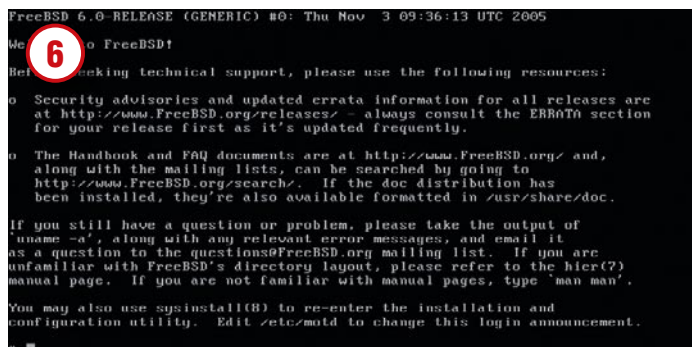 FreeBSD 6.0-RELEASE (GENERIC) #0: Thu Nov  3 09:36:13 UTC 2005
We o FreeBSD!
6
Bef eeking technical support, please use the following resources:
o  Security advisories and updated errata information for all releases are
at http://www.FreeBSD.org/releases/ - always consult the ERRATA section
for your release first as it's updated frequently.
o  The Handbook and FAQ documents are at http://www.FreeBSD.org/ and,
along with the mailing lists, can be searched by going to
http://www.FreeBSD.org/search/.  If the doc distribution has
been installed, they're also available formatted in /usr/share/doc.
If you still have a question or problem, please take the output of
`uname -a', along with any relevant error messages, and email it
as a question to the questions@FreeBSD.org mailing list.  If you are
unfamiliar with FreeBSD's directory layout, please refer to the hier(7)
manual page.  If you are not familiar with manual pages, type `man man'.
You may also use sysinstall(8) to re-enter the installation and
configuration utility.  Edit /etc/motd to change this login announcement.